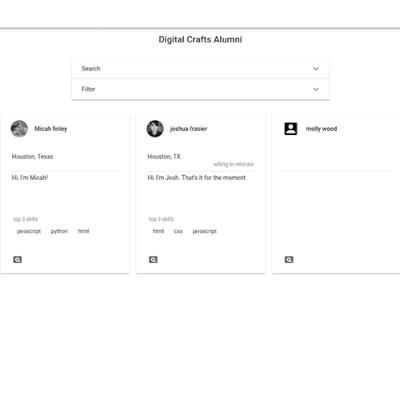 Digital Crafts Alumni
Search
Filter
Micah finley
Houston, Texas
Hi, I'm Micah!
top 3 skills
javascript python html
joshua frasier
Houston, TX
willing to relocate
Hi, I'm Josh. That's it for the moment
top 3 skills
html css javascript
molly wood